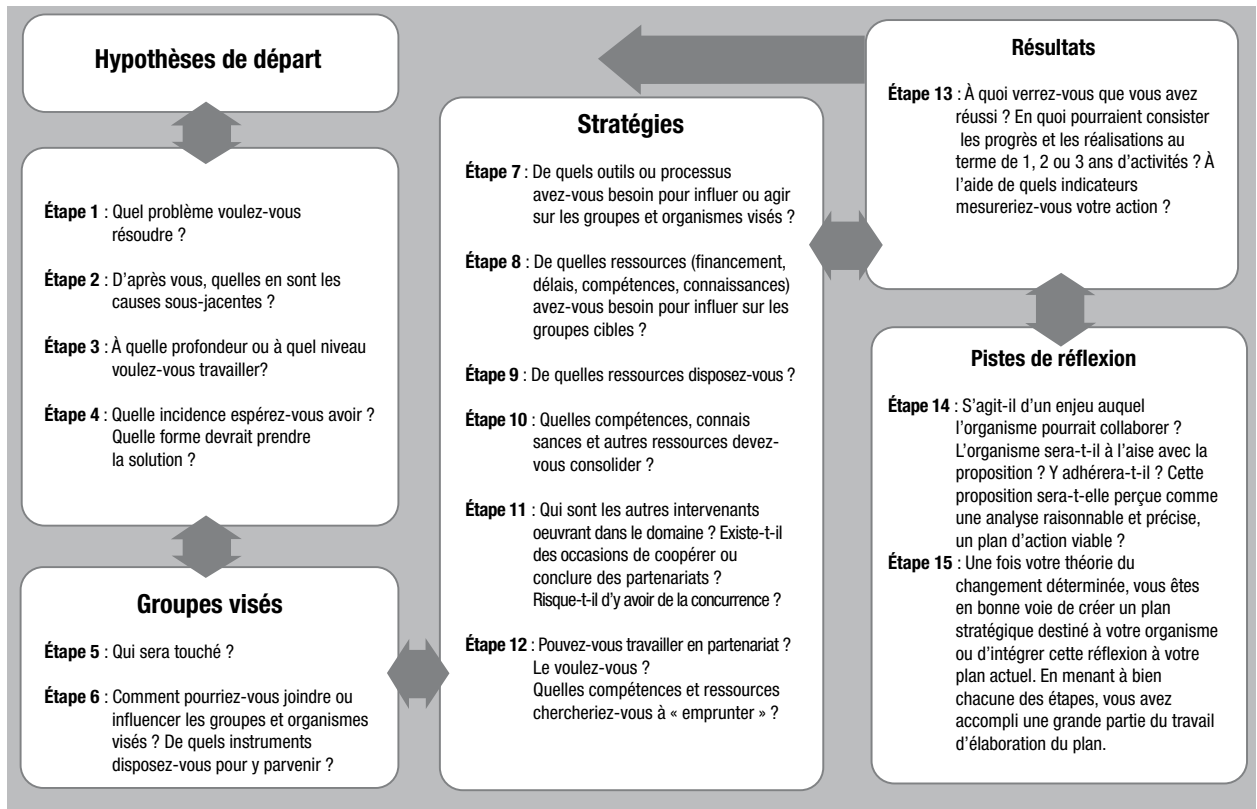 Hypothèses de départ
Étape 1 : Quel problème voulez-vous
résoudre ?
Étape 2 : D'après vous, quelles en sont les
causes sous-jacentes ?
Étape 3 : À quelle profondeur ou à quel niveau
voulez-vous travailler?
Étape 4 : Quelle incidence espérez-vous avoir ?
Quelle forme devrait prendre
la solution ?
Groupes visés
Étape 5 : Qui sera touché ?
Étape 6 : Comment pourriez-vous joindre ou
influencer les groupes et organismes
visés ? De quels instruments
disposez-vous pour y parvenir ?
Stratégies
Étape 7 : De quels outils ou processus
avez-vous besoin pour influer ou agir
sur les groupes et organismes visés ?
Étape 8 : De quelles ressources (financement,
délais, compétences, connaissances)
avez-vous besoin pour influer sur les
groupes cibles ?
Étape 9 : De quelles ressources disposez-vous ?
Étape 10 : Quelles compétences, connais
sances et autres ressources devez-
vous consolider ?
Étape 11 : Qui sont les autres intervenants
oeuvrant dans le domaine ? Existe-t-il
des occasions de coopérer ou
conclure des partenariats ?
Risque-t-il d'y avoir de la concurrence ?
Étape 12 : Pouvez-vous travailler en partenariat ?
Le voulez-vous ?
Quelles compétences et ressources
chercheriez-vous à « emprunter » ?
Résultats
Étape 13 : À quoi verrez-vous que vous avez
réussi ? En quoi pourraient consister
les progrès et les réalisations au
terme de 1, 2 ou 3 ans d'activités ? À
l'aide de quels indicateurs
mesureriez-vous votre action ?
Pistes de réflexion
Étape 14 : S'agit-il d'un enjeu auquel
l'organisme pourrait collaborer ?
L'organisme sera-t-il à l'aise avec la
proposition ? Y adhérera-t-il ? Cette
proposition sera-t-elle perçue comme
une analyse raisonnable et précise,
un plan d'action viable ?
Étape 15 : Une fois votre théorie du
changement déterminée, vous êtes
en bonne voie de créer un plan
stratégique destiné à votre organisme
ou d'intégrer cette réflexion à votre
plan actuel. En menant à bien
chacune des étapes, vous avez
accompli une grande partie du travail
d'élaboration du plan.